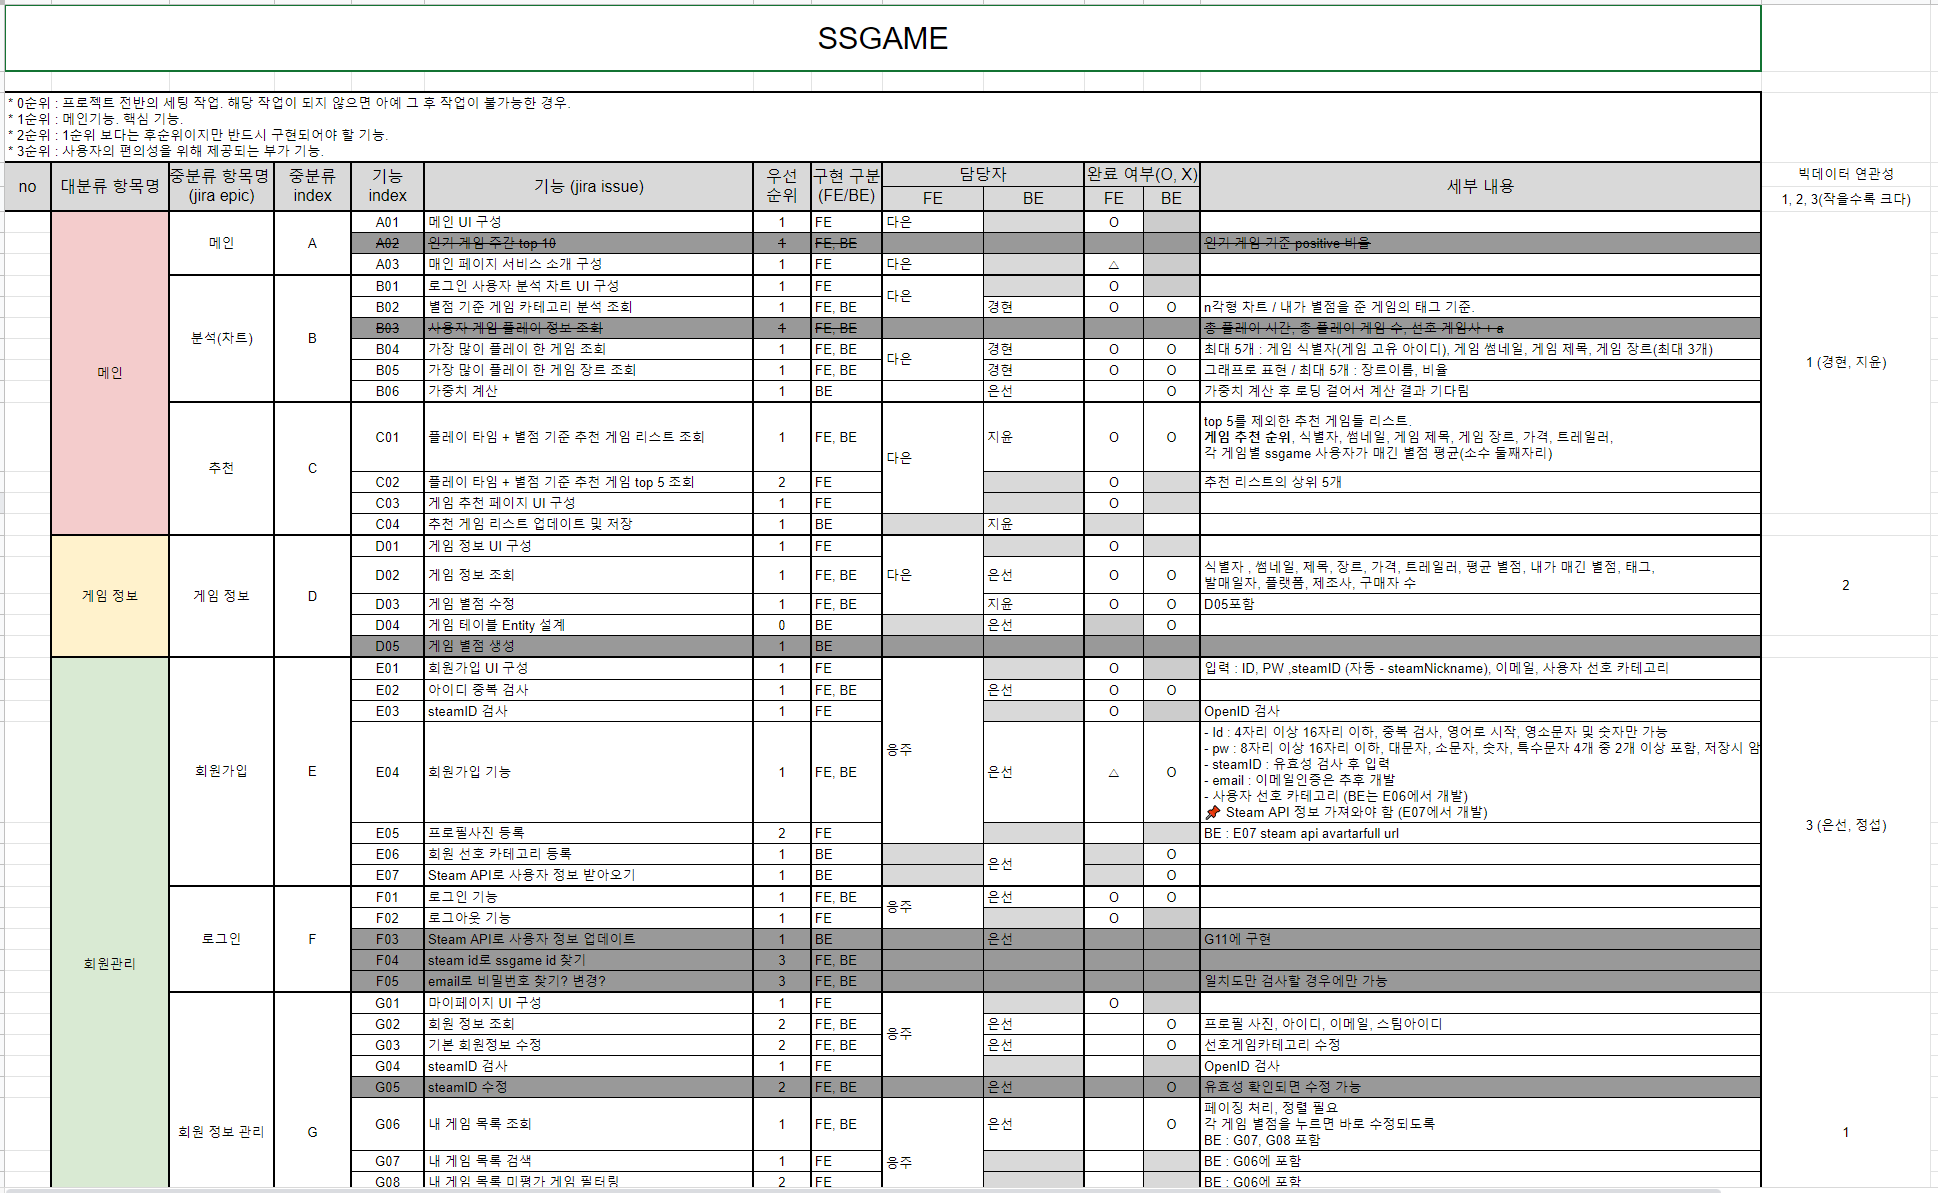 SSGAME
* 0순위 : 프로젝트 전반의 세팅 작업. 해당 작업이 되지 않으면 아예 그 후 작업이 불가능한 경우.
* 1순위 : 메인기능. 핵심 기능.
* 2순위 : 1순위 보다는 후순위이지만 반드시 구현되어야 할 기능.
* 3순위 : 사용자의 편의성을 위해 제공되는 부가 기능.
no 대분류 항목명 중분류 항목명 (jira epic) 중분류 index 기능 index 기능 (jira issue) 우선 순위 구현 구분 (FE/BE) 담당자 완료 여부(O, X) 세부 내용 빅데이터 연관성
FE BE FE BE 1, 2, 3(작을수록 크다)
메인 메인 A A01 메인 UI 구성 1 FE 다은 O
A02 인기 게임 주간 top 10 1 FE, BE 인기 게임 기준 positive 비율
A03 매인 페이지 서비스 소개 구성 1 FE 다은 △
분석(차트) B B01 로그인 사용자 분석 차트 UI 구성 1 FE 다은 O
B02 별점 기준 게임 카테고리 분석 조회 1 FE, BE 경현 O O n각형 차트 / 내가 별점을 준 게임의 태그 기준.
B03 사용자 게임 플레이 정보 조회 1 FE, BE 총 플레이 시간, 총 플레이 게임 수, 선호 게임사 + a
B04 가장 많이 플레이 한 게임 조회 1 FE, BE 다은 경현 O O 최대 5개 : 게임 식별자(게임 고유 아이디), 게임 썸네일, 게임 제목, 게임 장르(최대 3개)
1 (경현, 지윤)
B05 가장 많이 플레이 한 게임 장르 조회 1 FE, BE 경현 O O 그래프로 표현 / 최대 5개 : 장르이름, 비율
B06 가중치 계산 1 BE 은선 O 가중치 계산 후 로딩 걸어서 계산 결과 기다림
추천 C C01 플레이 타임 + 별점 기준 추천 게임 리스트 조회 1 FE, BE 다은 지윤 O O top 5를 제외한 추천 게임들 리스트.
게임 추천 순위, 식별자, 썸네일, 게임 제목, 게임 장르, 가격, 트레일러,
각 게임별 ssgame 사용자가 매긴 별점 평균(소수 둘째자리)
C02 플레이 타임 + 별점 기준 추천 게임 top 5 조회 2 FE O 추천 리스트의 상위 5개
C03 게임 추천 페이지 UI 구성 1 FE O
C04 추천 게임 리스트 업데이트 및 저장 1 BE 지윤
게임 정보 게임 정보 D D01 게임 정보 UI 구성 1 FE 다은 O
D02 게임 정보 조회 1 FE, BE 은선 O O 식별자 , 썸네일, 제목, 장르, 가격, 트레일러, 평균 별점, 내가 매긴 별점, 태그,
발매일자, 플랫폼, 제조사, 구매자 수
2
D03 게임 별점 수정 1 FE, BE 지윤 O O D05포함
D04 게임 테이블 Entity 설계 0 BE 은선 O
D05 게임 별점 생성 1 BE
회원관리 회원가입 E E01 회원가입 UI 구성 1 FE 응주 O 입력 : ID, PW ,steamID (자동 - steamNickname), 이메일, 사용자 선호 카테고리
E02 아이디 중복 검사 1 FE, BE 은선 O O
E03 steamID 검사 1 FE O OpenID 검사
E04 회원가입 기능 1 FE, BE 은선 △ O - Id : 4자리 이상 16자리 이하, 중복 검사, 영어로 시작, 영소문자 및 숫자만 가능
- pw : 8자리 이상 16자리 이하, 대문자, 소문자, 숫자, 특수문자 4개 중 2개 이상 포함, 저장시 암
- steamID : 유효성 검사 후 입력
- email : 이메일인증은 추후 개발
- 사용자 선호 카테고리 (BE는 E06에서 개발)
📌 Steam API 정보 가져와야 함 (E07에서 개발)
3 (은선, 정섭)
E05 프로필사진 등록 2 FE BE : E07 steam api avartarfull url
E06 회원 선호 카테고리 등록 1 BE 은선 O
E07 Steam API로 사용자 정보 받아오기 1 BE O
로그인 F F01 로그인 기능 1 FE, BE 응주 은선 O O
F02 로그아웃 기능 1 FE O
F03 Steam API로 사용자 정보 업데이트 1 BE 은선 G11에 구현
F04 steam id로 ssgame id 찾기 3 FE, BE
F05 email로 비밀번호 찾기? 변경? 3 FE, BE 일치도만 검사할 경우에만 가능
회원 정보 관리 G G01 마이페이지 UI 구성 1 FE 응주 O
G02 회원 정보 조회 2 FE, BE 은선 O 프로필 사진, 아이디, 이메일, 스팀아이디
G03 기본 회원정보 수정 2 FE, BE 은선 O 선호게임카테고리 수정
G04 steamID 검사 1 FE OpenID 검사
G05 steamID 수정 2 FE, BE 은선 O 유효성 확인되면 수정 가능
G06 내 게임 목록 조회 1 FE, BE 응주 은선 O 페이징 처리, 정렬 필요
각 게임 별점을 누르면 바로 수정되도록
BE : G07, G08 포함
1
G07 내 게임 목록 검색 1 FE BE : G06에 포함
G08 내 게임 목록 미평가 게임 필터링 2 FE BE : G06에 포함